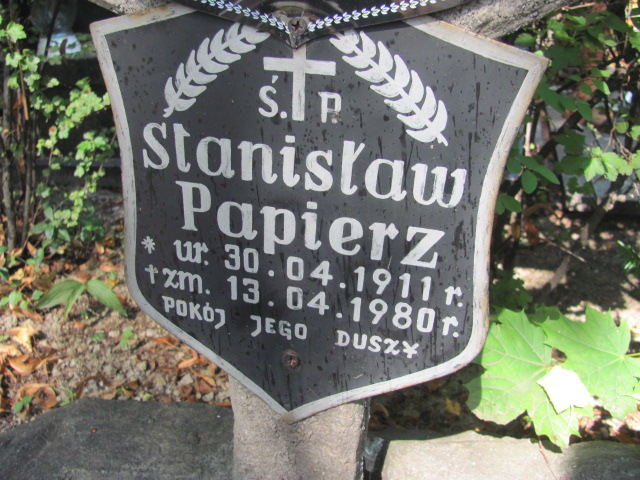 Ś. P.
Stanisław
Papierz
* ur. 30.04.1911 r.
† zm. 13.04.1980 r.
POKÓJ JEGO DUSZY